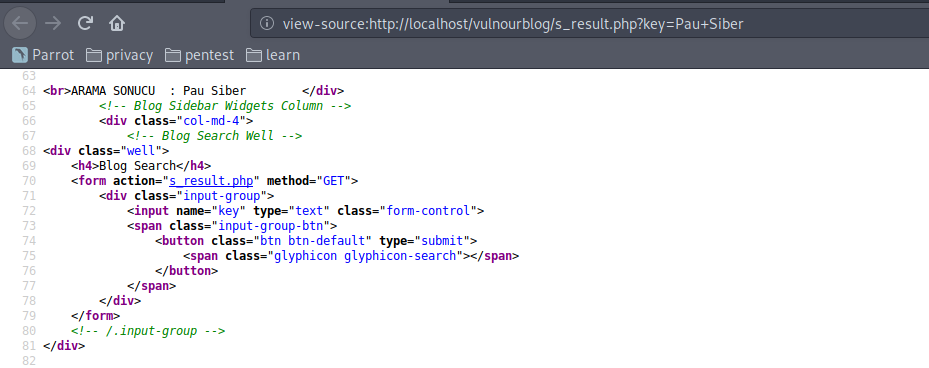 view-source:http://localhost/vulnourblog/s_result.php?key=Pau+Siber
Parrot privacy pentest learn
63
64 <br>ARAMA SONUCU  : Pau Siber        </div>
65         <!-- Blog Sidebar Widgets Column -->
66         <div class="col-md-4">
67             <!-- Blog Search Well -->
68 <div class="well">
69     <h4>Blog Search</h4>
70     <form action="s_result.php" method="GET">
71         <div class="input-group">
72             <input name="key" type="text" class="form-control">
73             <span class="input-group-btn">
74                 <button class="btn btn-default" type="submit">
75                     <span class="glyphicon glyphicon-search"></span>
76                 </button>
77             </span>
78         </div>
79     </form>
80     <!-- /.input-group -->
81 </div>
82